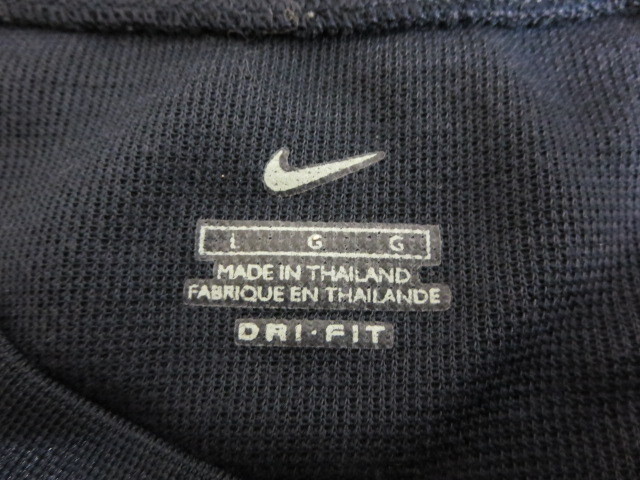 L G G
MADE IN THAILAND
FABRIQUE EN THAILANDE
DRI-FIT